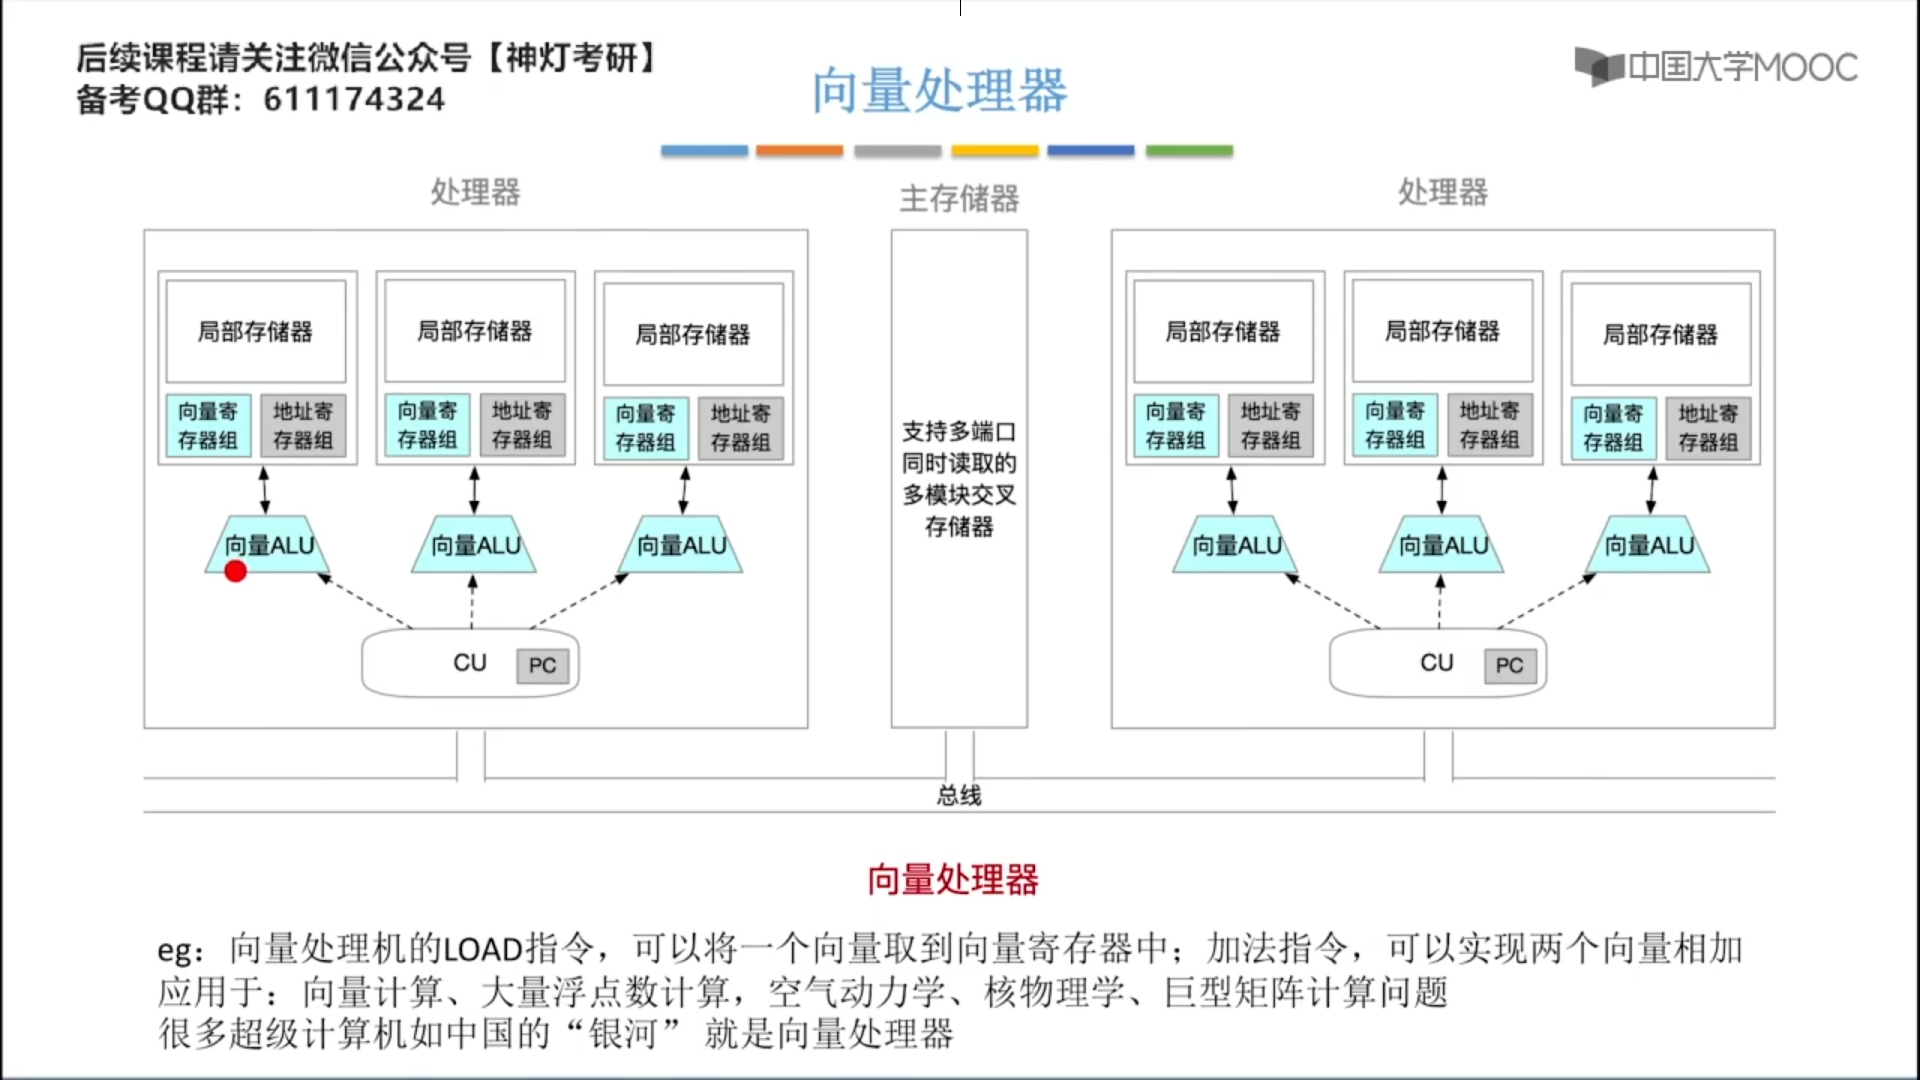 后续课程请关注微信公众号【神灯考研】
备考QQ群：611174324
向量处理器
中国大学MOOC
处理器
主存储器
处理器
局部存储器
局部存储器
局部存储器
向量寄
存器组
地址寄
存器组
向量寄
存器组
地址寄
存器组
向量寄
存器组
地址寄
存器组
向量ALU
向量ALU
向量ALU
CU
PC
支持多端口
同时读取的
多模块交叉
存储器
局部存储器
局部存储器
局部存储器
向量寄
存器组
地址寄
存器组
向量寄
存器组
地址寄
存器组
向量寄
存器组
地址寄
存器组
向量ALU
向量ALU
向量ALU
CU
PC
总线
向量处理器
eg：向量处理机的LOAD指令，可以将一个向量取到向量寄存器中；加法指令，可以实现两个向量相加
应用于：向量计算、大量浮点数计算，空气动力学、核物理学、巨型矩阵计算问题
很多超级计算机如中国的“银河” 就是向量处理器